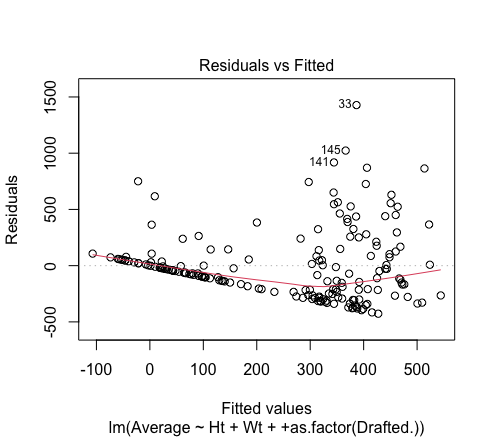 Residuals vs Fitted
Residuals
1500
1000
500
0
-500
33
145
141
-100 0 100 200 300 400 500
Fitted values
lm(Average ~ Ht + Wt + +as.factor(Drafted.))